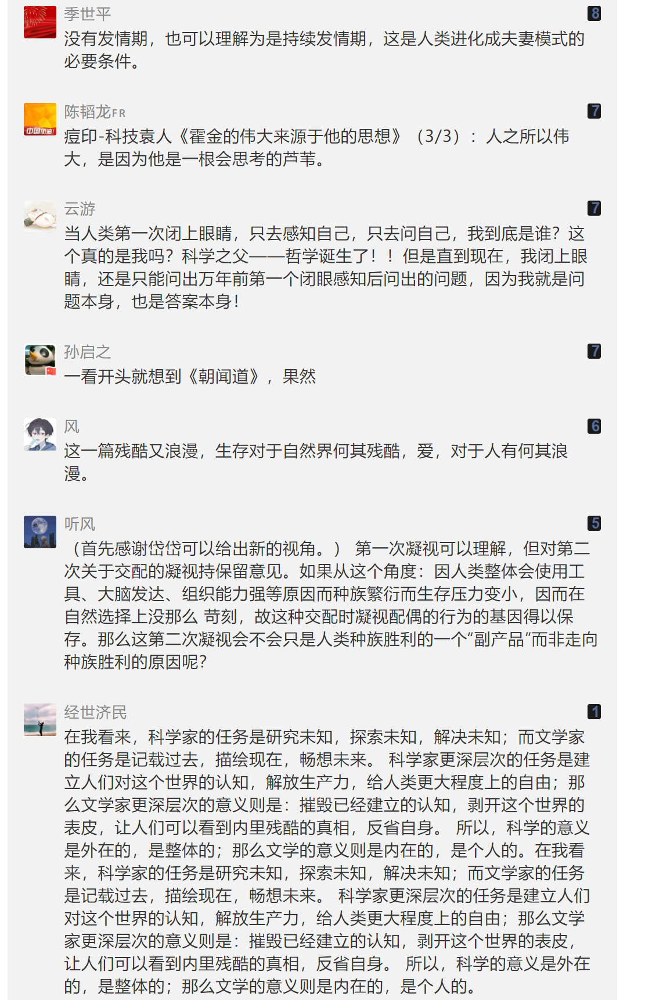 季世平 8
没有发情期，也可以理解为是持续发情期，这是人类进化成夫妻模式的
必要条件。
陈韬龙FR 7
中国加油!
痘印-科技袁人《霍金的伟大来源于他的思想》（3/3）：人之所以伟
大，是因为他是一根会思考的芦苇。
云游 7
当人类第一次闭上眼睛，只去感知自己，只去问自己，我到底是谁？这
个真的是我吗？科学之父——哲学诞生了！！但是直到现在，我闭上眼
睛，还是只能问出万年前第一个闭眼感知后问出的问题，因为我就是问
题本身，也是答案本身！
孙启之 7
一看开头就想到《朝闻道》，果然
风 6
这一篇残酷又浪漫，生存对于自然界何其残酷，爱，对于人有何其浪
漫。
听风 5
（首先感谢岱岱可以给出新的视角。） 第一次凝视可以理解，但对第二
次关于交配的凝视持保留意见。如果从这个角度：因人类整体会使用工
具、大脑发达、组织能力强等原因而种族繁衍而生存压力变小，因而在
自然选择上没那么 苛刻，故这种交配时凝视配偶的行为的基因得以保
存。那么这第二次凝视会不会只是人类种族胜利的一个“副产品”而非走向
种族胜利的原因呢？
经世济民 1
在我看来，科学家的任务是研究未知，探索未知，解决未知；而文学家
的任务是记载过去，描绘现在，畅想未来。 科学家更深层次的任务是建
立人们对这个世界的认知，解放生产力，给人类更大程度上的自由；那
么文学家更深层次的意义则是：摧毁已经建立的认知，剥开这个世界的
表皮，让人们可以看到内里残酷的真相，反省自身。 所以，科学的意义
是外在的，是整体的；那么文学的意义则是内在的，是个人的。在我看
来，科学家的任务是研究未知，探索未知，解决未知；而文学家的任务
是记载过去，描绘现在，畅想未来。 科学家更深层次的任务是建立人们
对这个世界的认知，解放生产力，给人类更大程度上的自由；那么文学
家更深层次的意义则是：摧毁已经建立的认知，剥开这个世界的表皮，
让人们可以看到内里残酷的真相，反省自身。 所以，科学的意义是外在
的，是整体的；那么文学的意义则是内在的，是个人的。